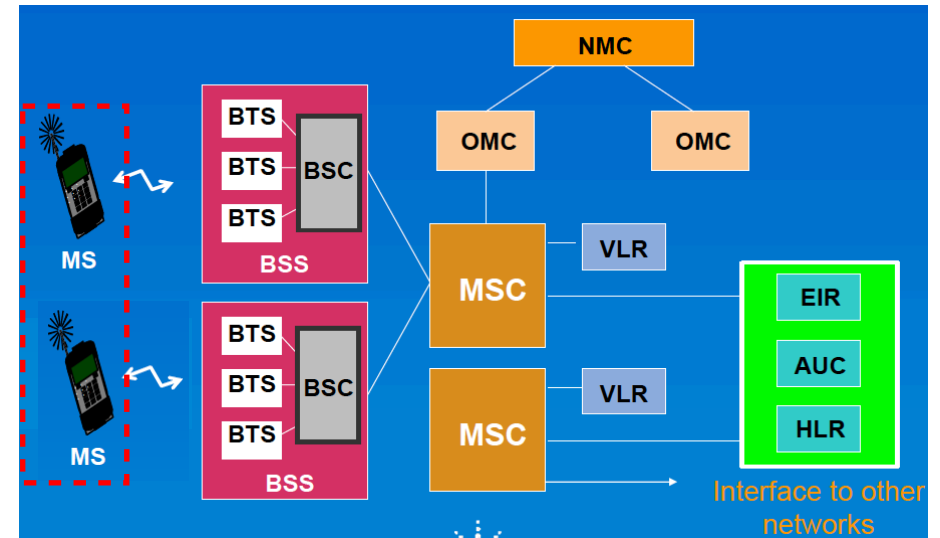 NMC
OMC
OMC
BTS
BTS
BTS
BSC
BSS
MS
MSC
VLR
EIR
AUC
HLR
BTS
BTS
BTS
BSC
BSS
MS
MSC
VLR
Interface to other
networks